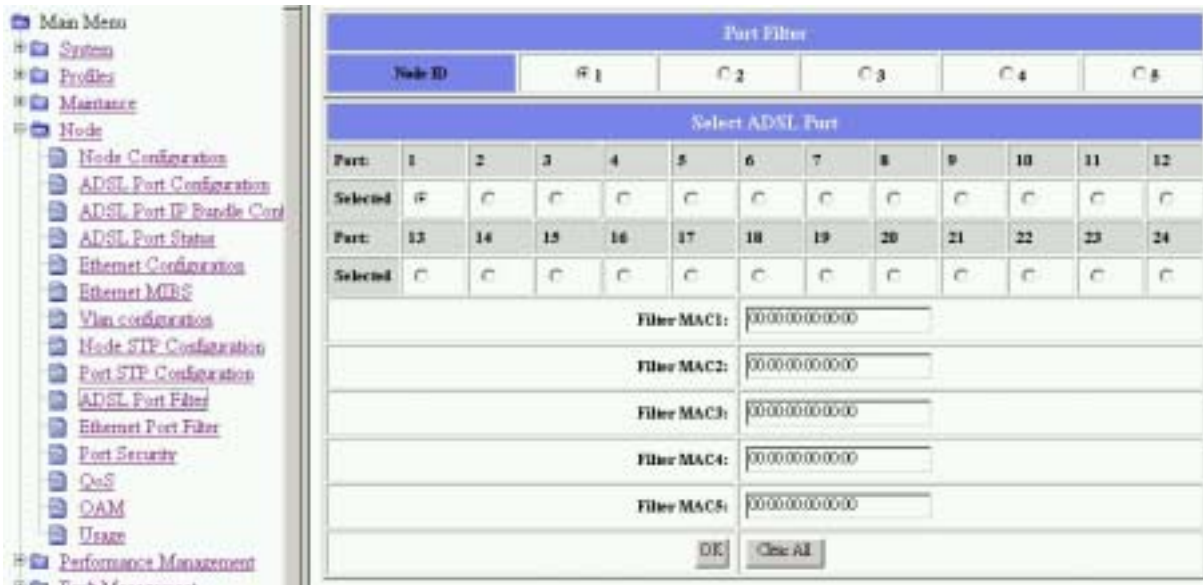 Main Menu
System
Profiles
Maintance
Node
Node Configuration
ADSL Port Configuration
ADSL Port IP Bundle Conf
ADSL Port Status
Ethernet Configuration
Ethernet MIBS
Vlan configuration
Node STP Configuration
Port STP Configuration
ADSL Port Filter
Ethernet Port Filter
Port Security
QoS
OAM
Usage
Performance Management
Port Filter
Node ID 1 2 3 4 5
Select ADSL Port
Port: 1 2 3 4 5 6 7 8 9 10 11 12
Selected
Port: 13 14 15 16 17 18 19 20 21 22 23 24
Selected
Filter MAC1: 00:00:00:00:00:00
Filter MAC2: 00:00:00:00:00:00
Filter MAC3: 00:00:00:00:00:00
Filter MAC4: 00:00:00:00:00:00
Filter MAC5: 00:00:00:00:00:00
OK Clear All